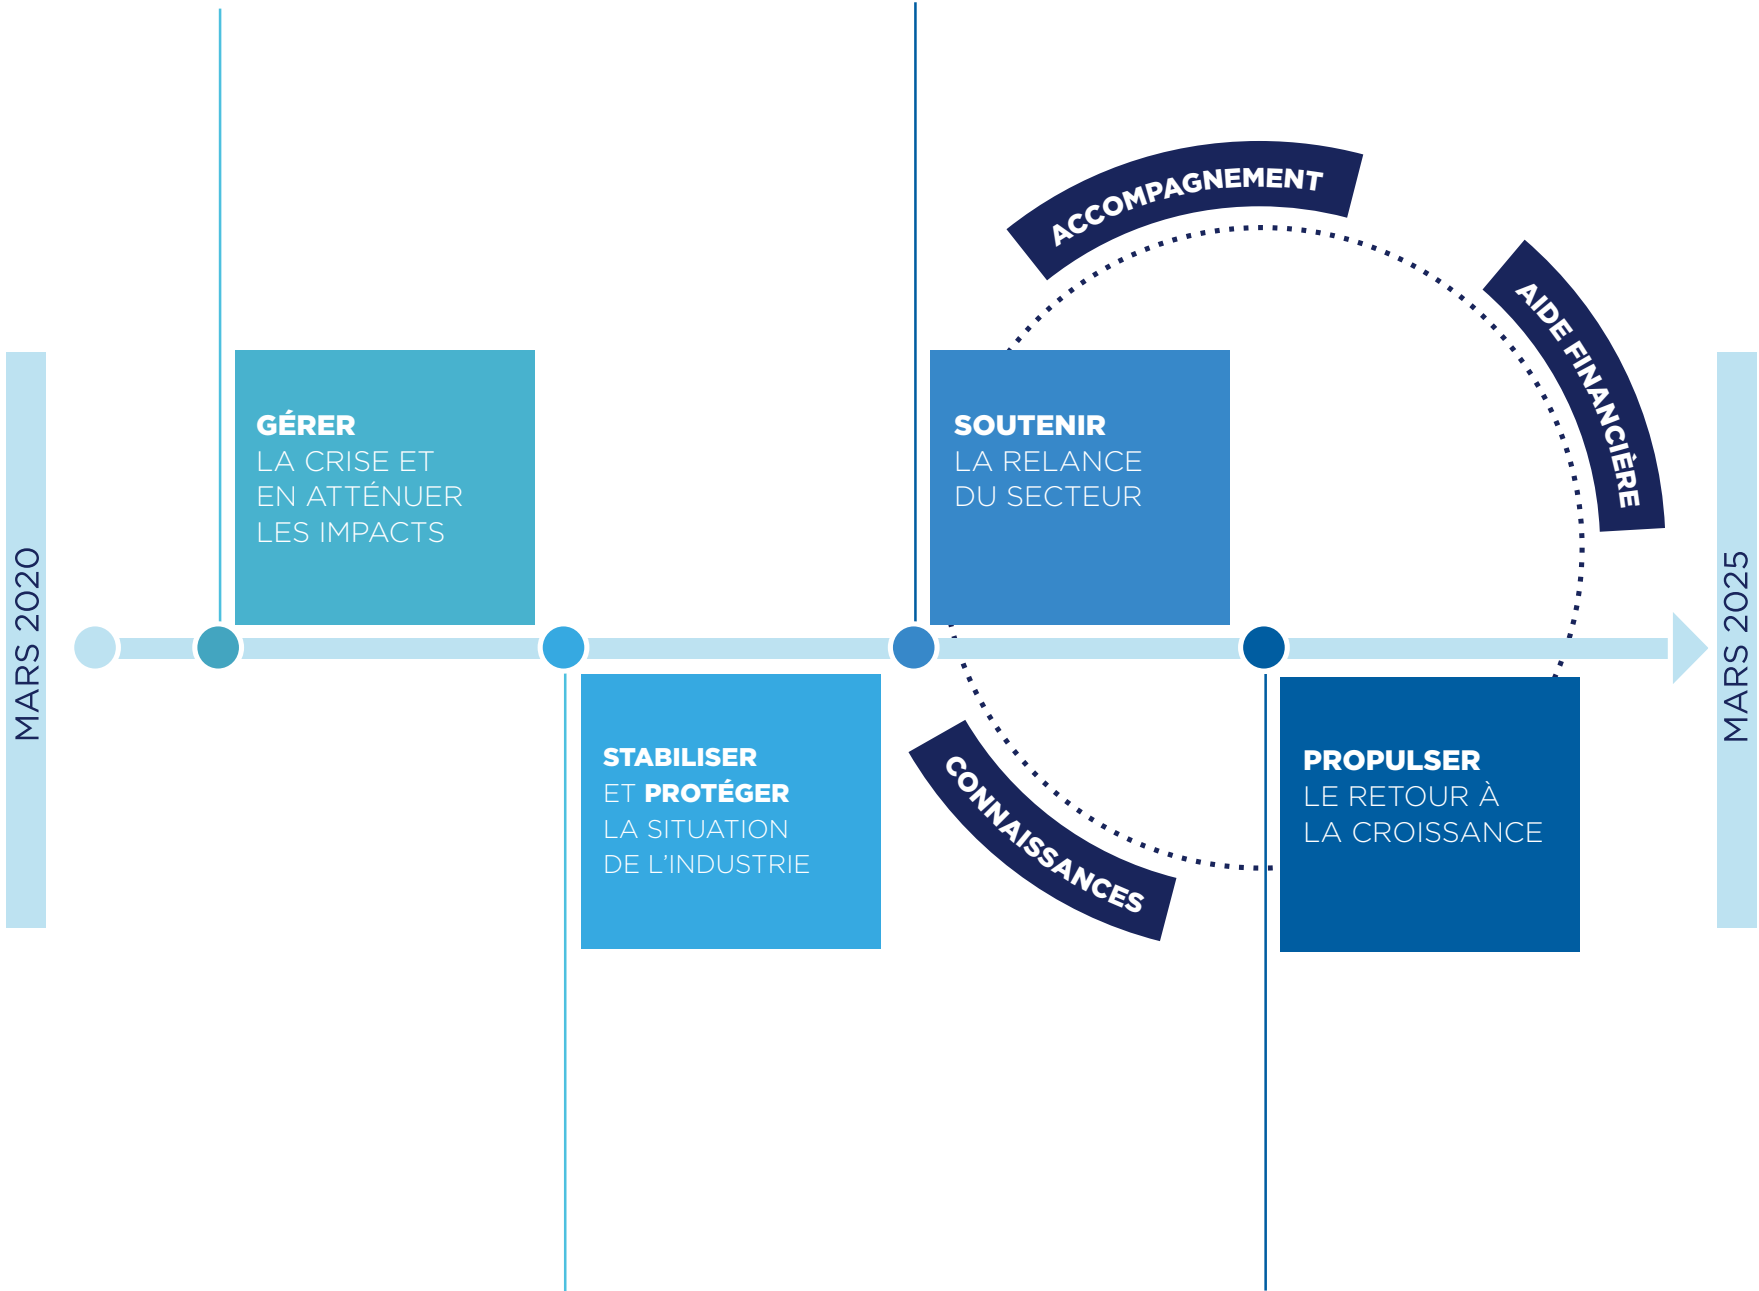 MARS 2020
GÉRER
LA CRISE ET
EN ATTÉNUER
LES IMPACTS
STABILISER
ET PROTÉGER
LA SITUATION
DE L’INDUSTRIE
SOUTENIR
LA RELANCE
DU SECTEUR
PROPULSER
LE RETOUR À
LA CROISSANCE
ACCOMPAGNEMENT
AIDE FINANCIÈRE
CONNAISSANCES
MARS 2025